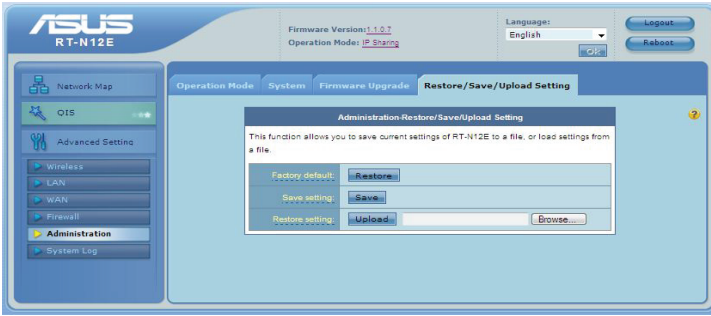 ASUS
RT-N12E
Firmware Version:1.1.0.7
Operation Mode: IP Sharing
Language:
English
OK
Logout
Reboot
Network Map
QIS
Advanced Setting
Wireless
LAN
WAN
Firewall
Administration
System Log
Operation Mode System Firmware Upgrade Restore/Save/Upload Setting
Administration-Restore/Save/Upload Setting
This function allows you to save current settings of RT-N12E to a file, or load settings from
a file.
Factory default: Restore
Save setting: Save
Restore setting: Upload Browse...
?